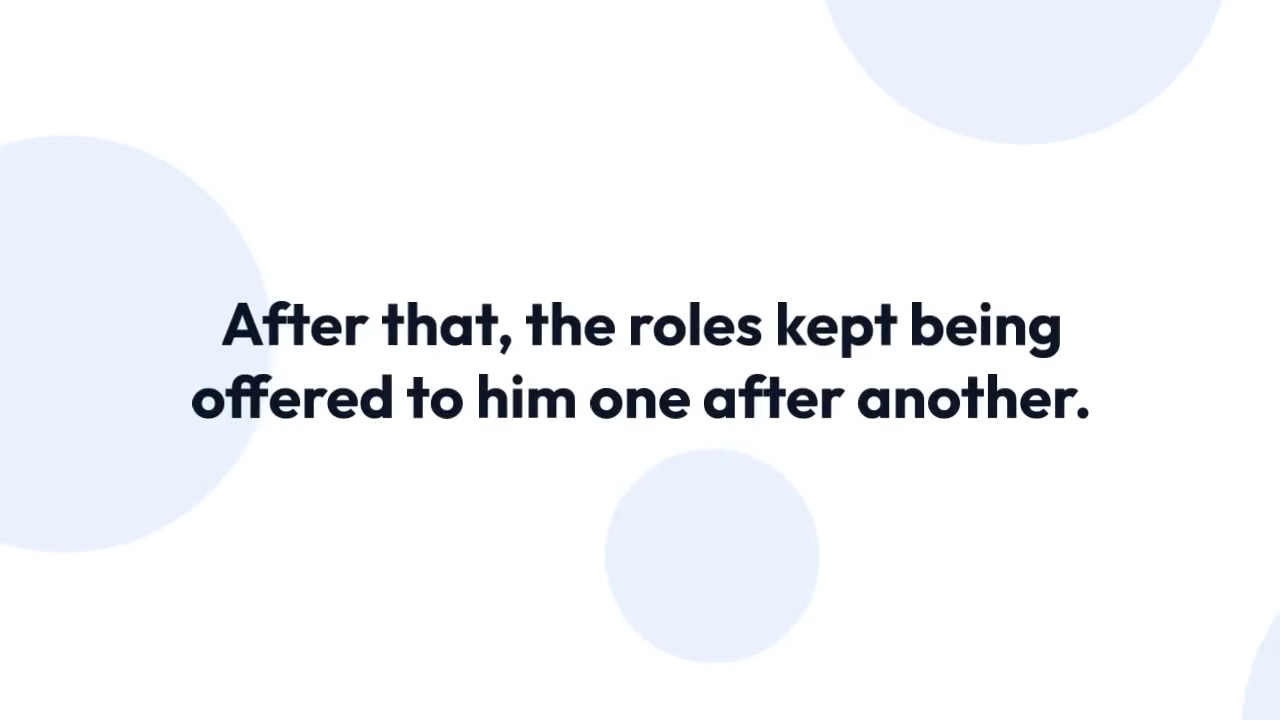 After that, the roles kept being
offered to him one after another.